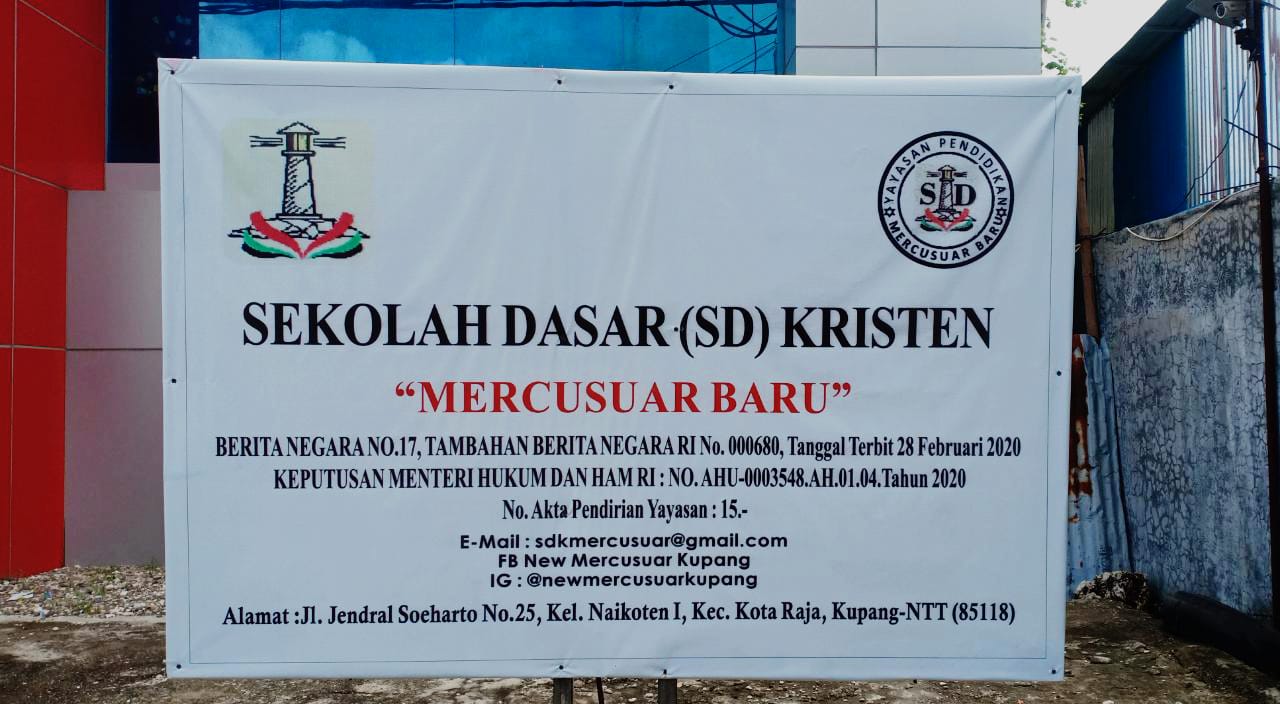 YAYASAN PENDIDIKAN
SD
MERCUSUAR BARU
SEKOLAH DASAR (SD) KRISTEN
“MERCUSUAR BARU”
BERITA NEGARA NO.17, TAMBAHAN BERITA NEGARA RI No. 000680, Tanggal Terbit 28 Februari 2020
KEPUTUSAN MENTERI HUKUM DAN HAM RI : NO. AHU-0003548.AH.01.04.Tahun 2020
No. Akta Pendirian Yayasan : 15.-
E-Mail : sdkmercusuar@gmail.com
FB New Mercusuar Kupang
IG : @newmercusuarkupang
Alamat :Jl. Jendral Soeharto No.25, Kel. Naikoten I, Kec. Kota Raja, Kupang-NTT (85118)